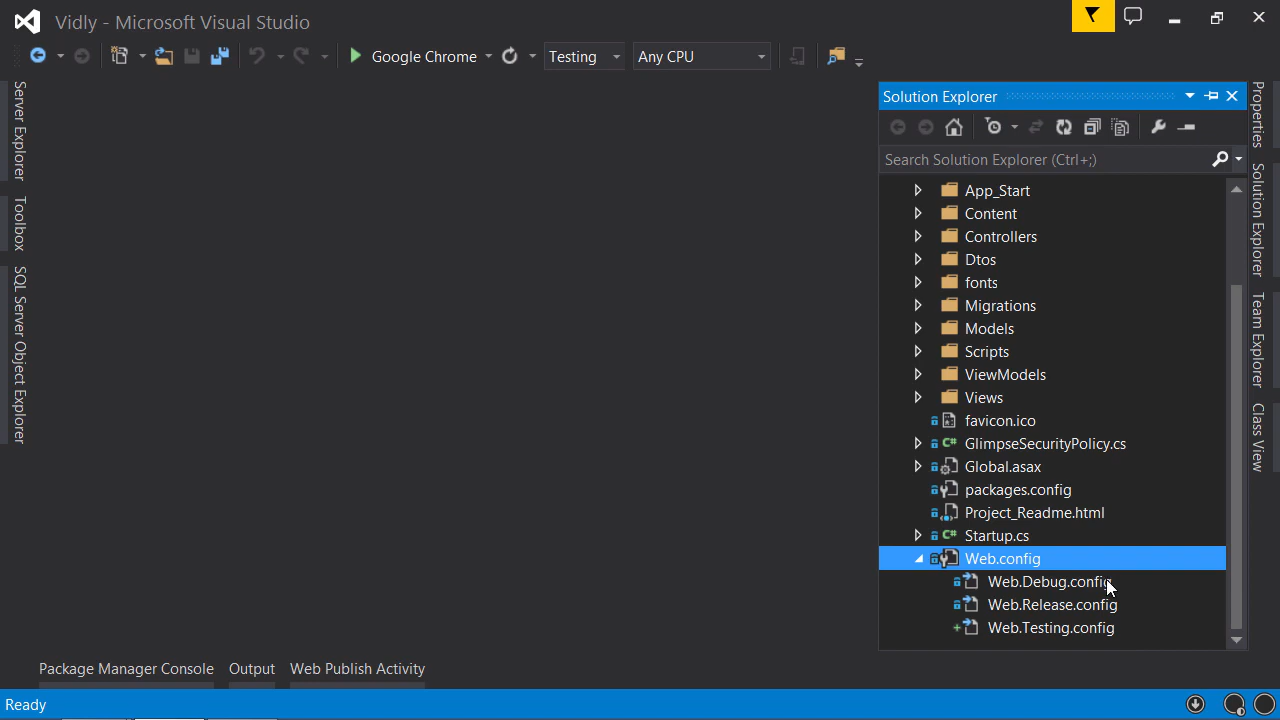 Vidly - Microsoft Visual Studio
Google Chrome
Testing
Any CPU
Server Explorer
Toolbox
SQL Server Object Explorer
Solution Explorer
Search Solution Explorer (Ctrl+;)
App_Start
Content
Controllers
Dtos
fonts
Migrations
Models
Scripts
ViewModels
Views
favicon.ico
C# GlimpseSecurityPolicy.cs
Global.asax
packages.config
Project_Readme.html
C# Startup.cs
Web.config
Web.Debug.config
Web.Release.config
Web.Testing.config
Properties
Solution Explorer
Team Explorer
Class View
Package Manager Console
Output
Web Publish Activity
Ready